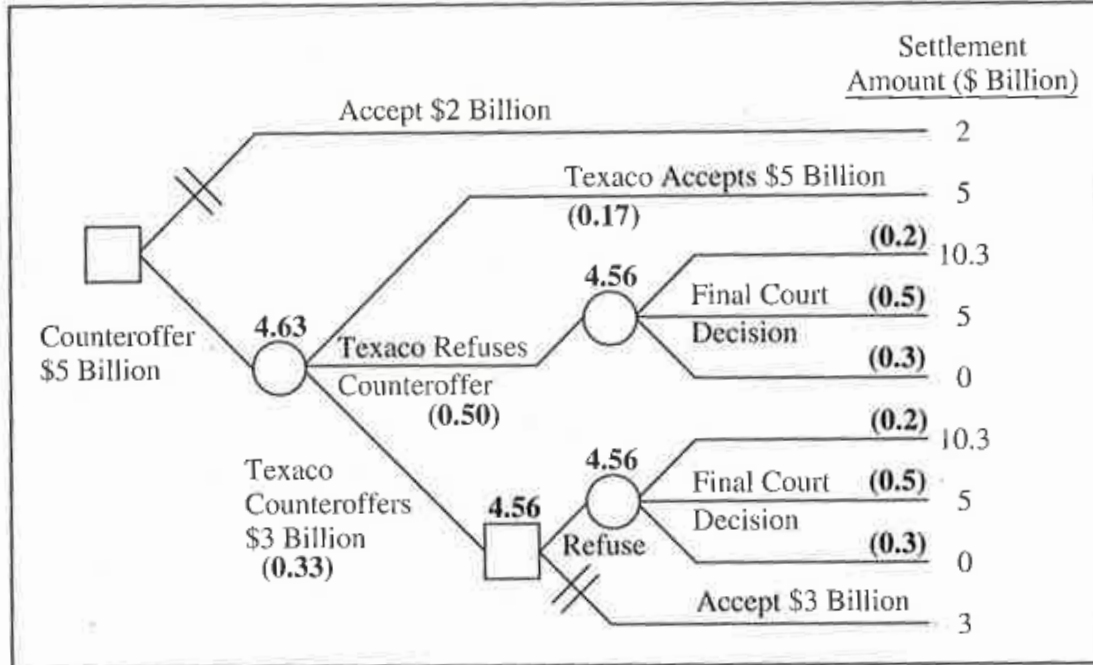 Settlement
Amount ($ Billion)
Accept $2 Billion
2
Texaco Accepts $5 Billion
5
(0.17)
(0.2)
10.3
4.56
Final Court
(0.5)
5
Decision
4.63
Counteroffer
$5 Billion
Texaco Refuses
Counteroffer
(0.50)
(0.3)
0
(0.2)
10.3
4.56
Texaco
Counteroffers
$3 Billion
(0.33)
4.56
Final Court
(0.5)
5
Decision
Refuse
(0.3)
0
Accept $3 Billion
3